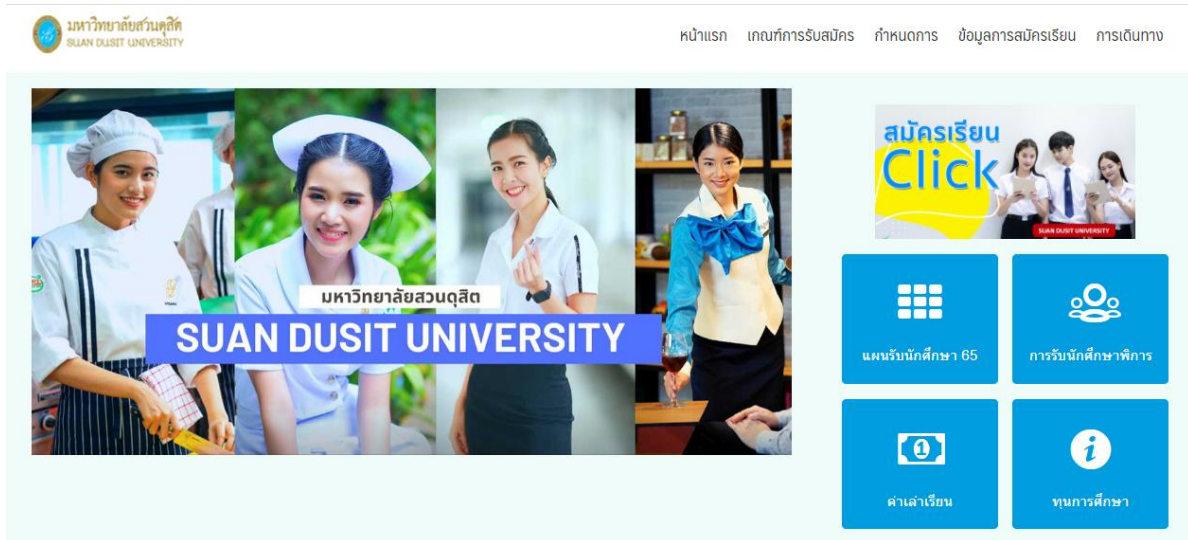 มหาวิทยาลัยสวนดุสิต
SUAN DUSIT UNIVERSITY
หน้าแรก เกณฑ์การรับสมัคร กำหนดการ ข้อมูลการสมัครเรียน การเดินทาง
มหาวิทยาลัยสวนดุสิต
SUAN DUSIT UNIVERSITY
สมัครเรียน
Click
SUAN DUSIT UNIVERSITY
แผนรับนักศึกษา 65
การรับนักศึกษาพิการ
1
ค่าเล่าเรียน
i
ทุนการศึกษา